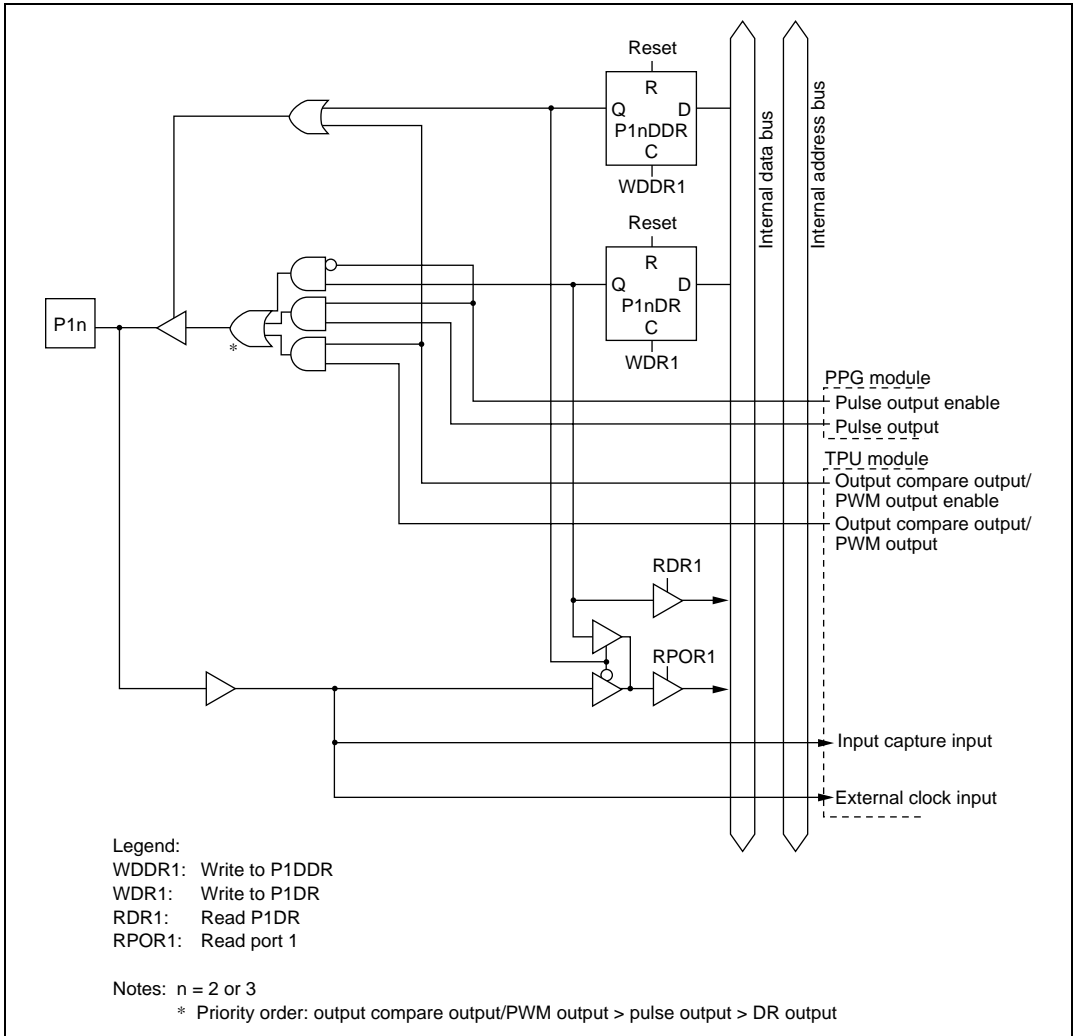 Reset
R
Q D
P1nDDR
C
WDDR1
Internal data bus
Internal address bus
Reset
R
Q D
P1nDR
C
WDR1
P1n
*
PPG module
Pulse output enable
Pulse output
TPU module
Output compare output/
PWM output enable
Output compare output/
PWM output
RDR1
RPOR1
Input capture input
External clock input
Legend:
WDDR1: Write to P1DDR
WDR1: Write to P1DR
RDR1: Read P1DR
RPOR1: Read port 1
Notes: n = 2 or 3
* Priority order: output compare output/PWM output > pulse output > DR output